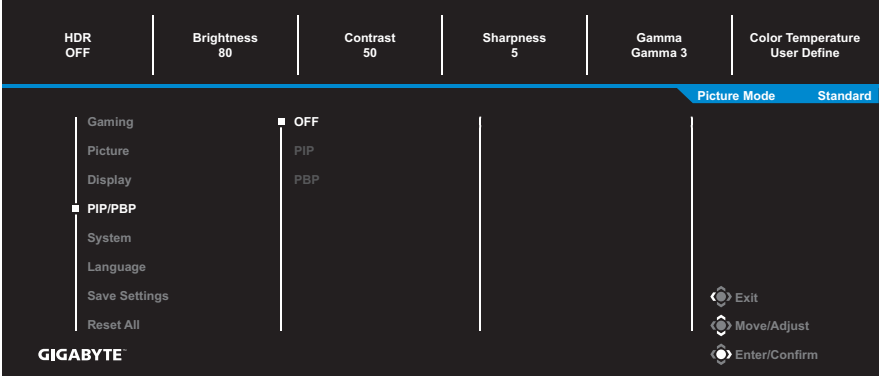 HDR
OFF
Brightness
80
Contrast
50
Sharpness
5
Gamma
Gamma 3
Color Temperature
User Define
Picture Mode Standard
Gaming
Picture
Display
PIP/PBP
System
Language
Save Settings
Reset All
OFF
PIP
PBP
Exit
Move/Adjust
Enter/Confirm
GIGABYTE™